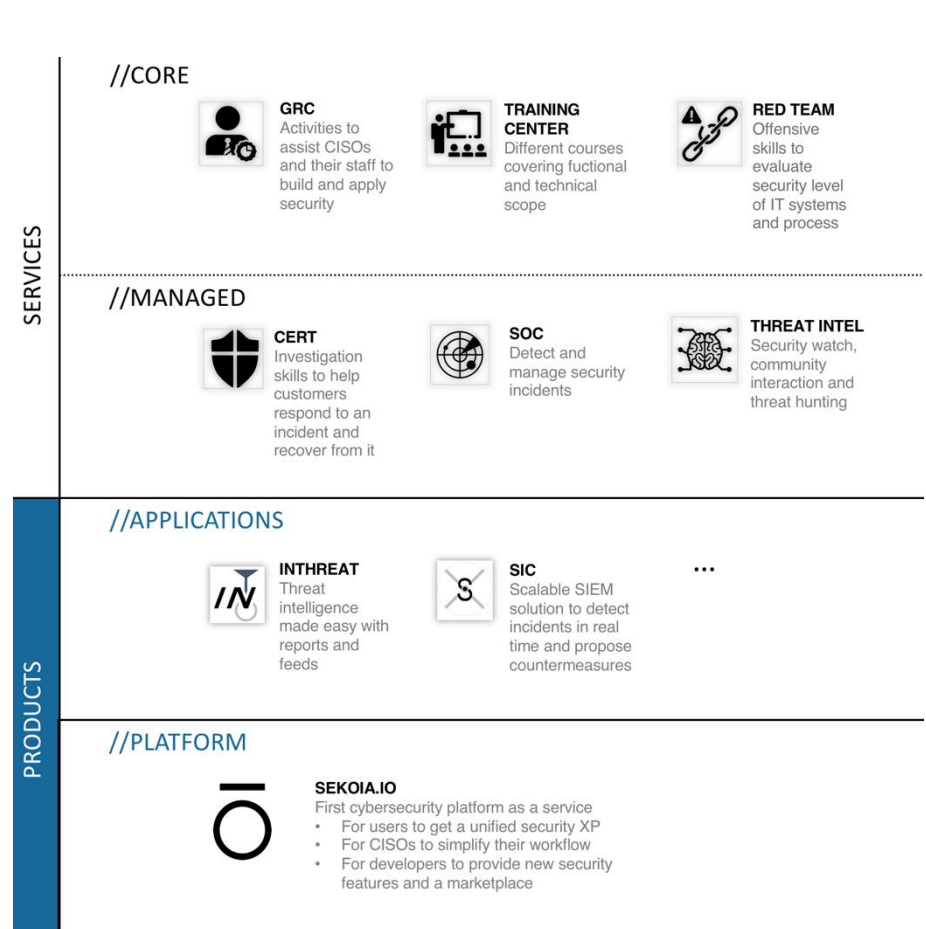 SERVICES
//CORE
GRC
Activities to
assist CISOs
and their staff to
build and apply
security
TRAINING
CENTER
Different courses
covering fuctional
and technical
scope
RED TEAM
Offensive
skills to
evaluate
security level
of IT systems
and process
//MANAGED
CERT
Investigation
skills to help
customers
respond to an
incident and
recover from it
SOC
Detect and
manage security
incidents
THREAT INTEL
Security watch,
community
interaction and
threat hunting
PRODUCTS
//APPLICATIONS
IN
INTHREAT
Threat
intelligence
made easy with
reports and
feeds
S
SIC
Scalable SIEM
solution to detect
incidents in real
time and propose
countermeasures
...
//PLATFORM
SEKOIA.IO
First cybersecurity platform as a service
• For users to get a unified security XP
• For CISOs to simplify their workflow
• For developers to provide new security
features and a marketplace